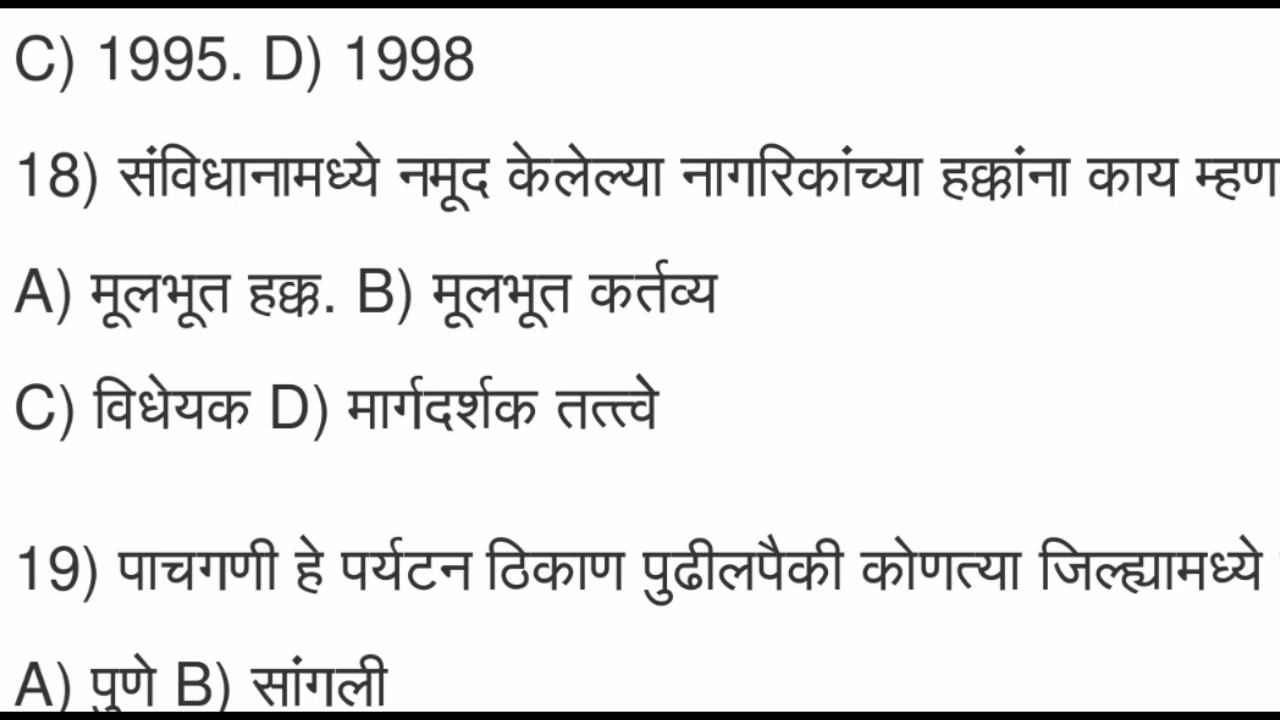 C) 1995. D) 1998
18) संविधानामध्ये नमूद केलेल्या नागरिकांच्या हक्कांना काय म्हण
A) मूलभूत हक्क. B) मूलभूत कर्तव्य
C) विधेयक D) मार्गदर्शक तत्त्वे
19) पाचगणी हे पर्यटन ठिकाण पुढीलपैकी कोणत्या जिल्ह्यामध्ये
A) पुणे B) सांगली